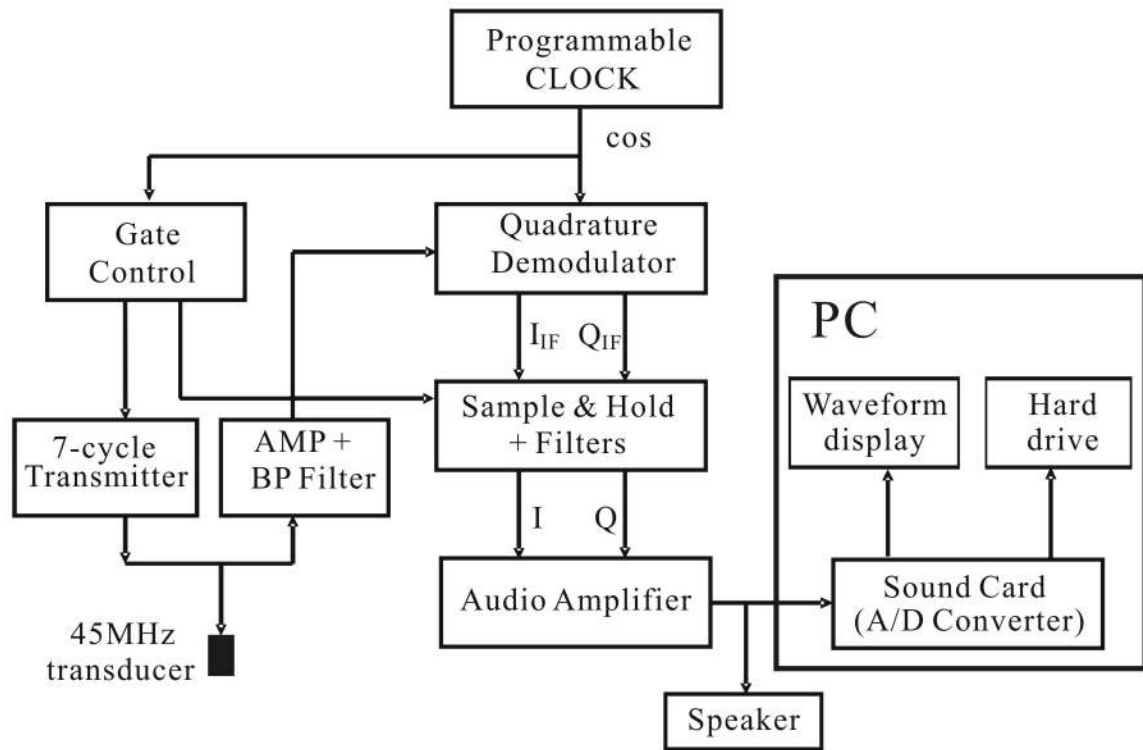 Programmable
CLOCK
cos
Gate
Control
Quadrature
Demodulator
PC
I_IF Q_IF
Waveform
display
Hard
drive
7-cycle
Transmitter
AMP +
BP Filter
Sample & Hold
+ Filters
I Q
Audio Amplifier
Sound Card
(A/D Converter)
45MHz
transducer
Speaker